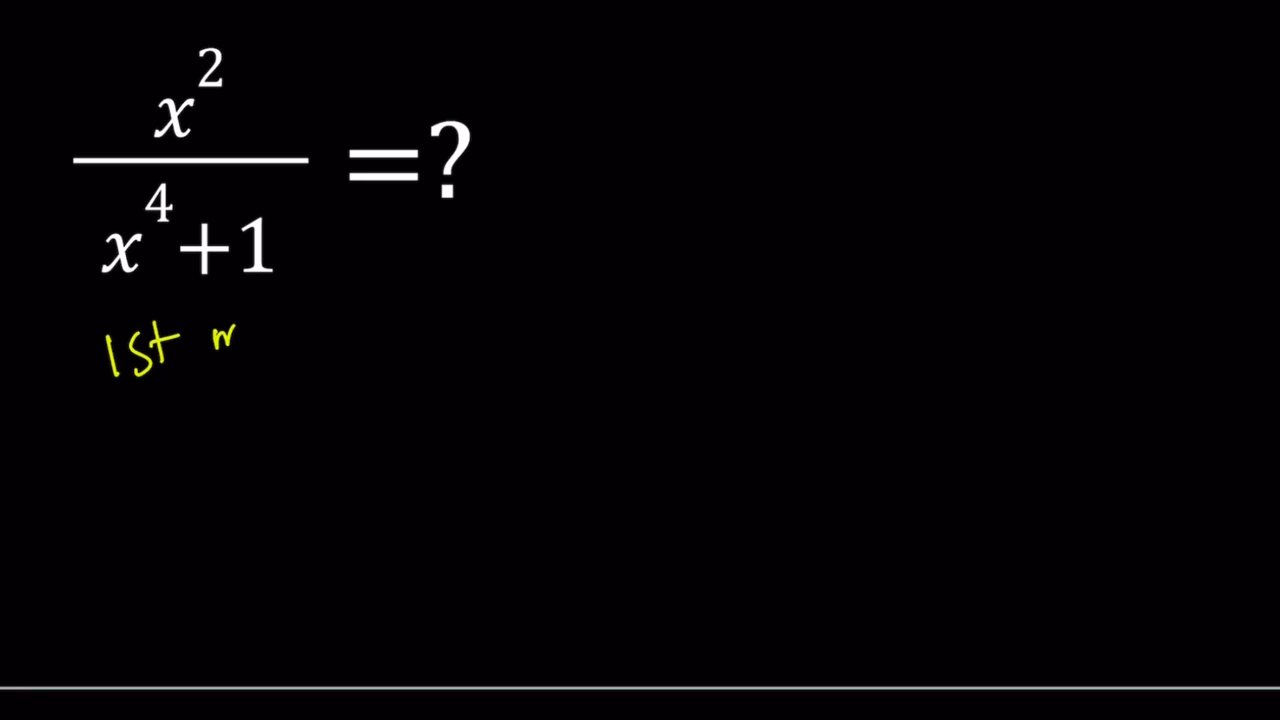 x^2/(x^4+1) =?
1st m